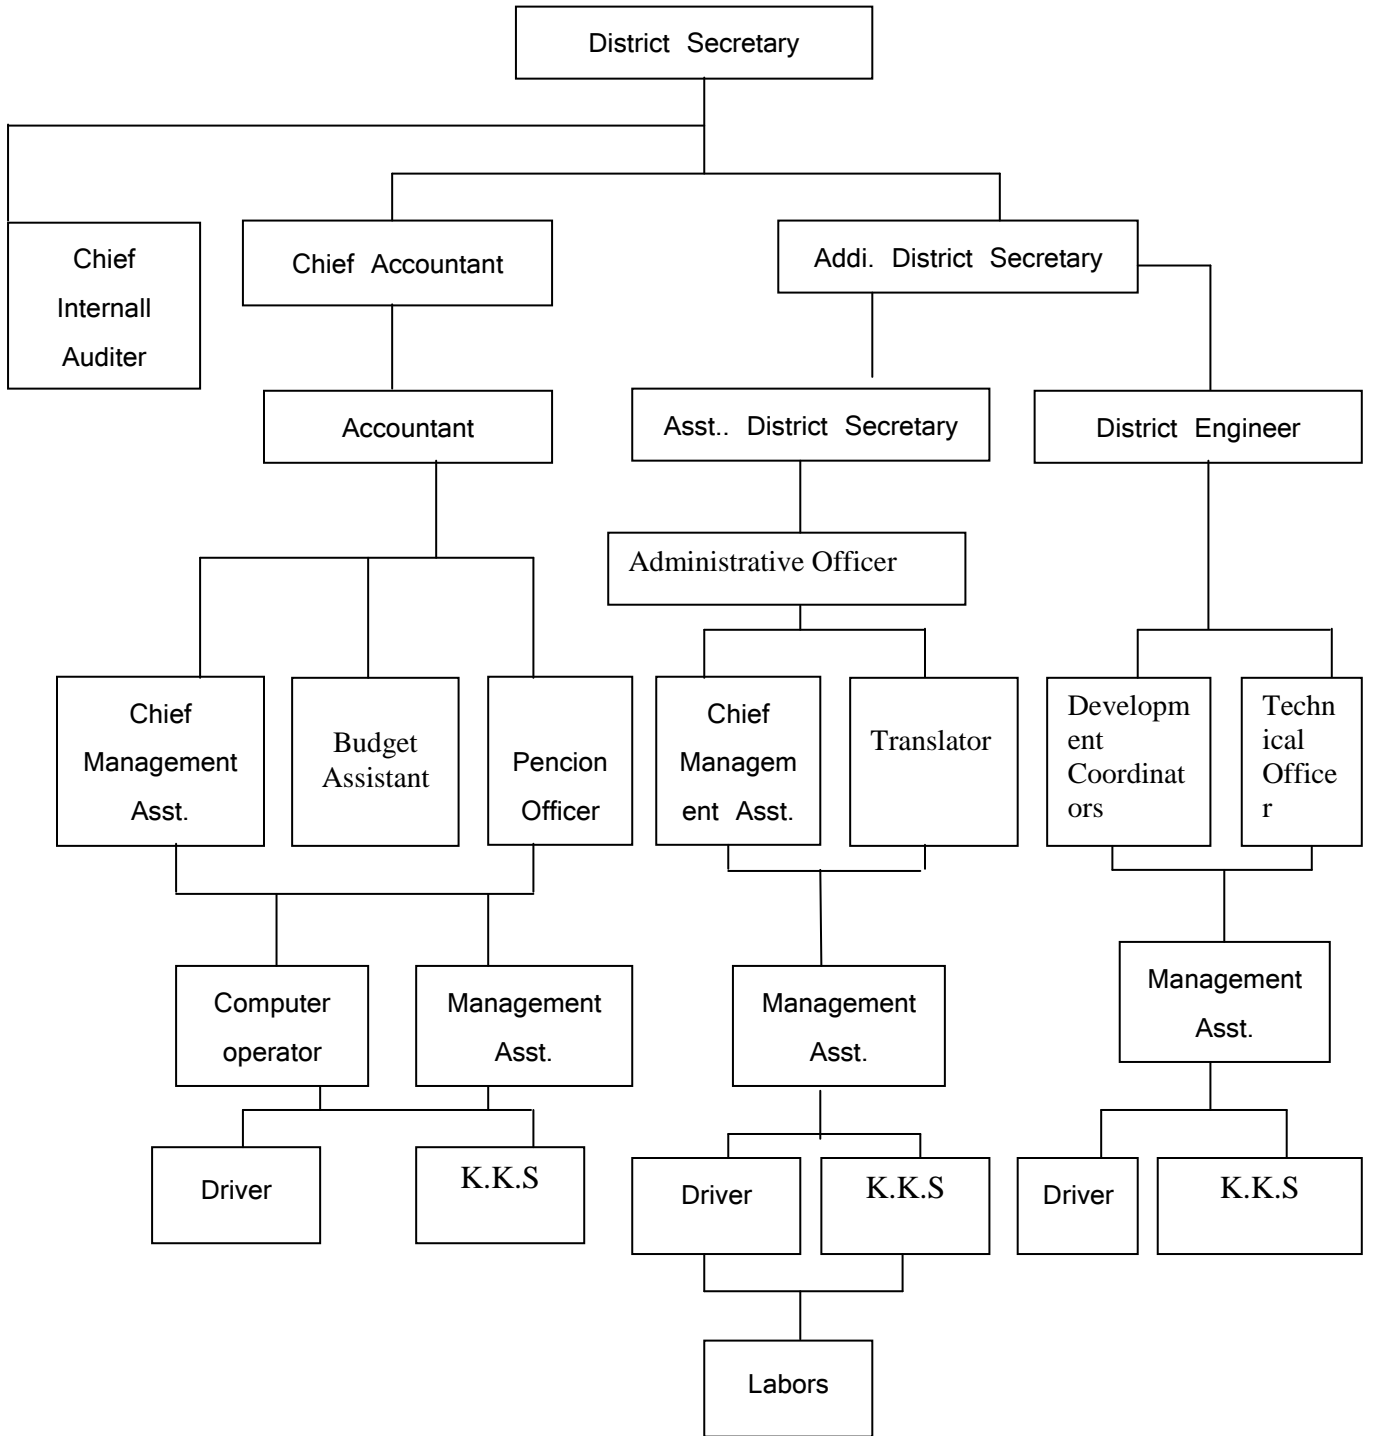 District Secretary
Chief
Internall
Auditer
Chief Accountant
Addi. District Secretary
Accountant
Asst.. District Secretary
District Engineer
Administrative Officer
Chief
Management
Asst.
Budget
Assistant
Pencion
Officer
Chief
Managem
ent Asst.
Translator
Developm
ent
Coordinat
ors
Techn
ical
Office
r
Computer
operator
Management
Asst.
Management
Asst.
Management
Asst.
Driver
K.K.S
Driver
K.K.S
Driver
K.K.S
Labors